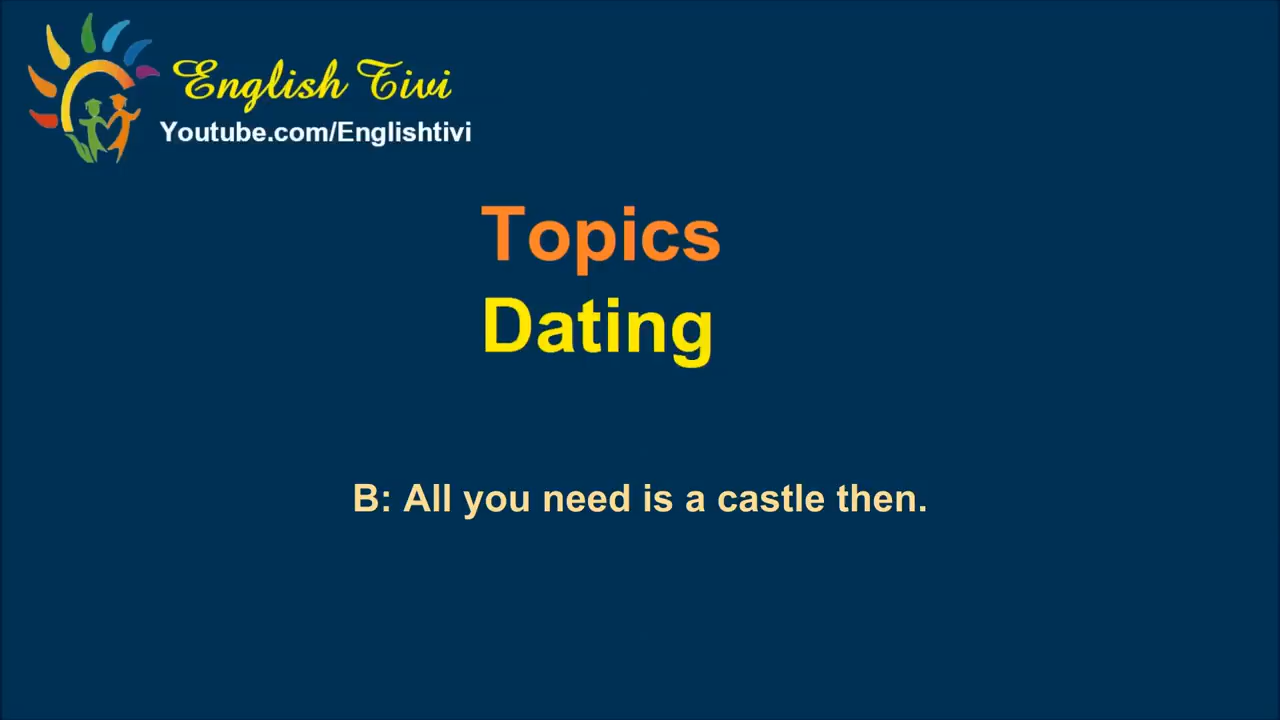 English Tivi
Youtube.com/Englishtivi
Topics
Dating
B: All you need is a castle then.